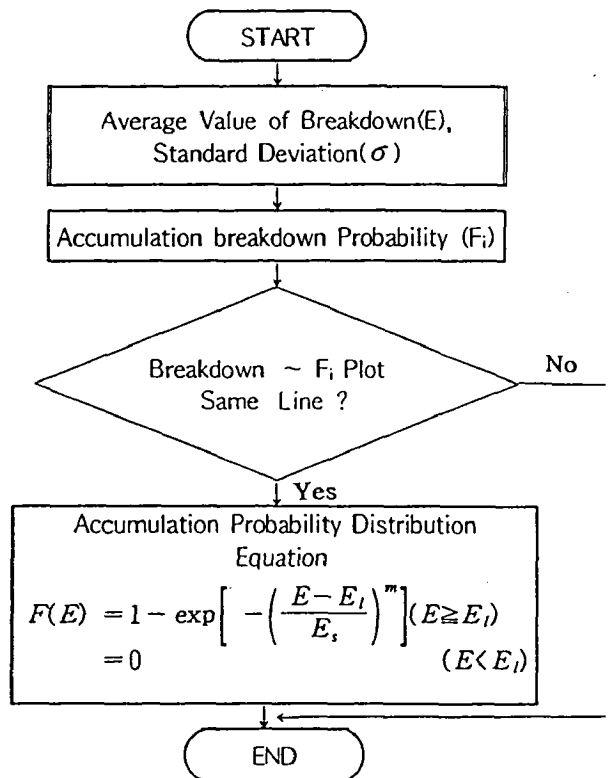 START
Average Value of Breakdown(E),
Standard Deviation(σ)
Accumulation breakdown Probability (Fᵢ)
Breakdown ~ Fᵢ Plot
Same Line ?
No
Yes
Accumulation Probability Distribution
Equation
F(E) = 1 − exp[ −((E − E_l)/E_s)^m ](E≧E_l)
=0 (E<E_l)
END